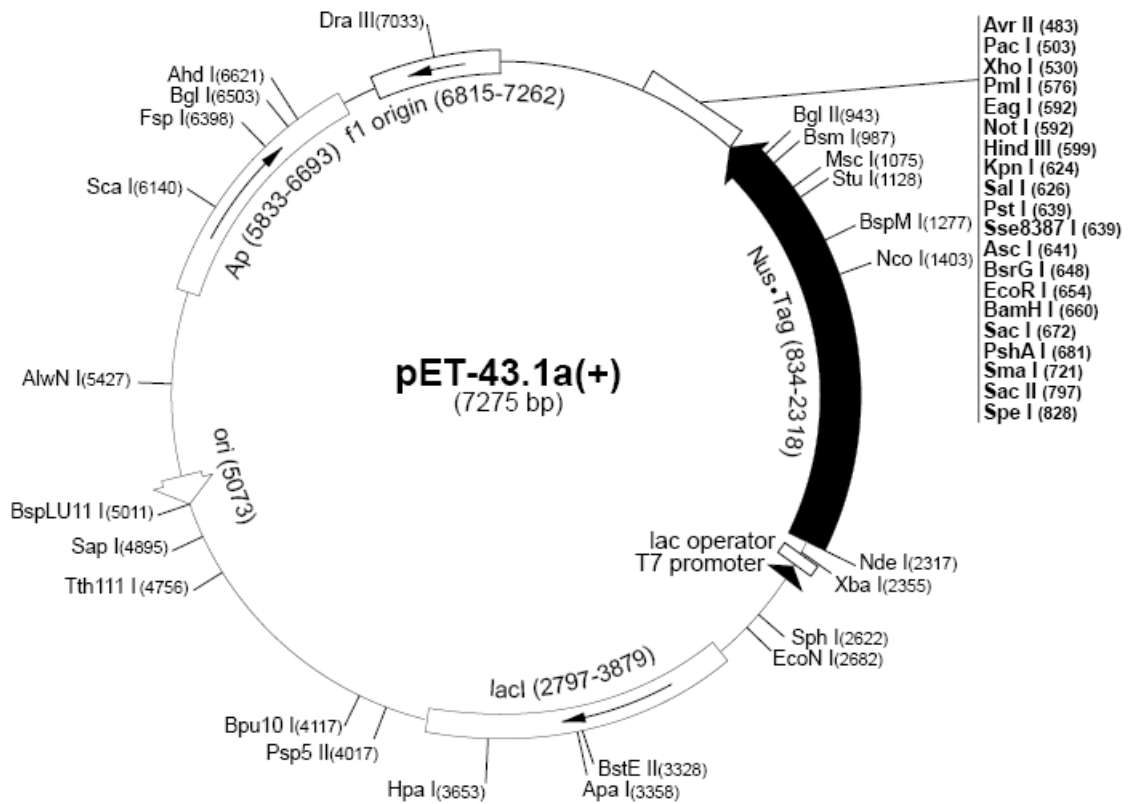 Dra III(7033)
Ahd I(6621)
Bgl I(6503)
Fsp I(6398)
Sca I(6140)
AlwN I(5427)
BspLU11 I(5011)
Sap I(4895)
Tth111 I(4756)
Bpu10 I(4117)
Psp5 II(4017)
Hpa I(3653)
Apa I(3358)
BstE II(3328)
EcoN I(2682)
Sph I(2622)
Xba I(2355)
Nde I(2317)
Nco I(1403)
BspM I(1277)
Stu I(1128)
Msc I(1075)
Bsm I(987)
Bgl II(943)
f1 origin (6815-7262)
Ap (5833-6693)
ori (5073)
lacI (2797-3879)
lac operator
T7 promoter
Nus•Tag (834-2318)
pET-43.1a(+)
(7275 bp)
Avr II (483)
Pac I (503)
Xho I (530)
Pml I (576)
Eag I (592)
Not I (592)
Hind III (599)
Kpn I (624)
Sal I (626)
Pst I (639)
Sse8387 I (639)
Asc I (641)
BsrG I (648)
EcoR I (654)
BamH I (660)
Sac I (672)
PshA I (681)
Sma I (721)
Sac II (797)
Spe I (828)